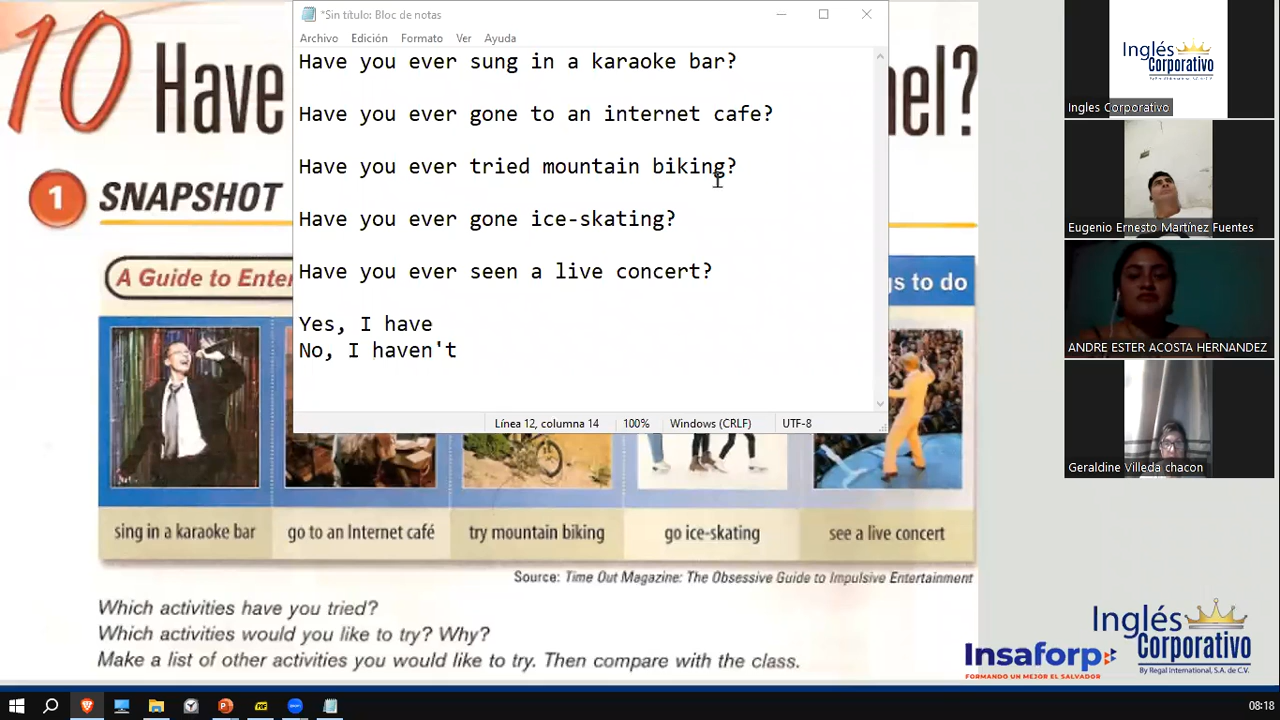 10 Have
nel?
*Sin título: Bloc de notas
Archivo Edición Formato Ver Ayuda
Have you ever sung in a karaoke bar?
Have you ever gone to an internet cafe?
Have you ever tried mountain biking?
Have you ever gone ice-skating?
Have you ever seen a live concert?
Yes, I have
No, I haven't
Línea 12, columna 14 100% Windows (CRLF) UTF-8
1 SNAPSHOT
A Guide to Enter
s to do
sing in a karaoke bar
go to an Internet café
try mountain biking
go ice-skating
see a live concert
Source: Time Out Magazine: The Obsessive Guide to Impulsive Entertainment
Which activities have you tried?
Which activities would you like to try? Why?
Make a list of other activities you would like to try. Then compare with the class.
Inglés
Corporativo
Ingles Corporativo
Eugenio Ernesto Martínez Fuentes
ANDRE ESTER ACOSTA HERNANDEZ
Geraldine Villeda chacon
Insaforp
FORMANDO UN MEJOR EL SALVADOR
Inglés
Corporativo
By Regal International, S.A. de C.V.
08:18